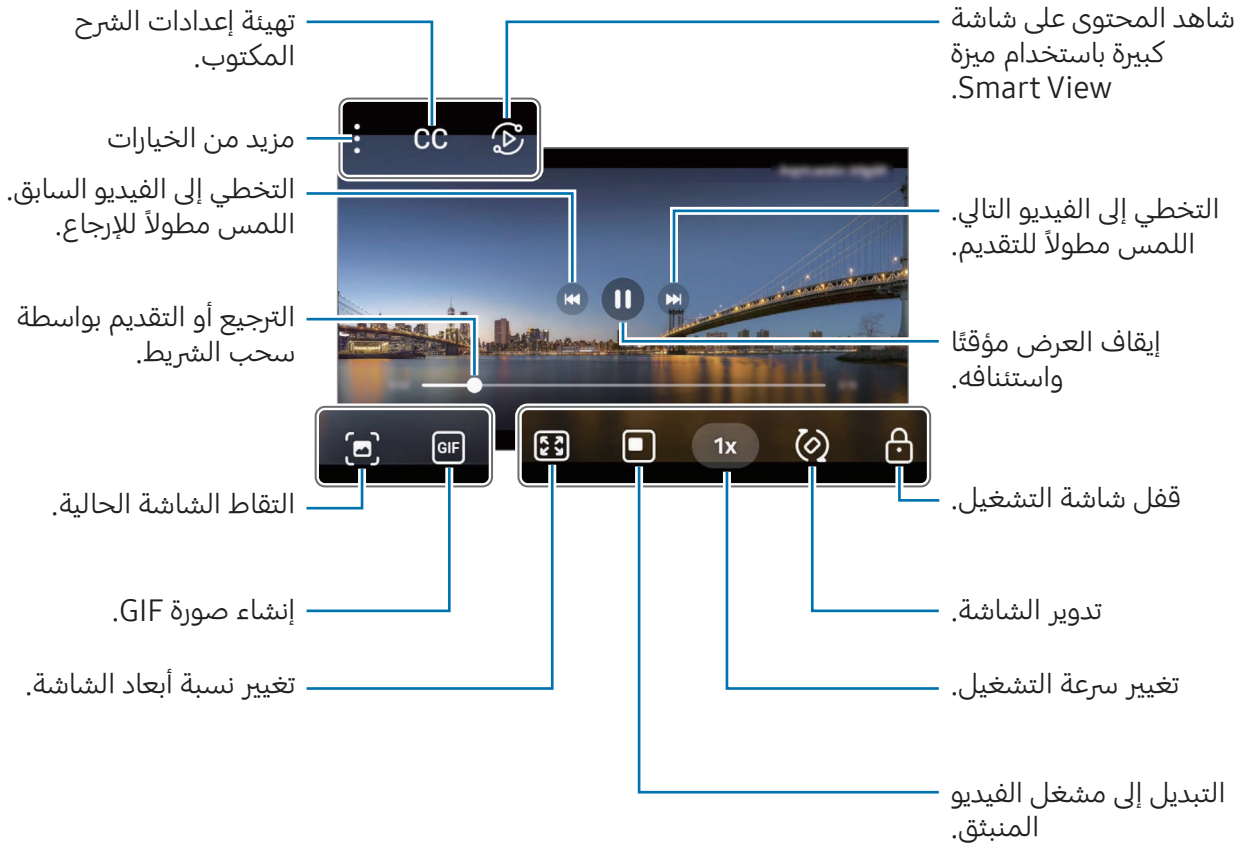 شاهد المحتوى على شاشة
كبيرة باستخدام ميزة
Smart View.
تهيئة إعدادات الشرح
المكتوب.
CC
مزيد من الخيارات
التخطي إلى الفيديو السابق.
اللمس مطولاً للإرجاع.
التخطي إلى الفيديو التالي.
اللمس مطولاً للتقديم.
الترجيع أو التقديم بواسطة
سحب الشريط.
إيقاف العرض مؤقتًا
واستئنافه.
GIF
1x
قفل شاشة التشغيل.
التقاط الشاشة الحالية.
تدوير الشاشة.
إنشاء صورة GIF.
تغيير سرعة التشغيل.
تغيير نسبة أبعاد الشاشة.
التبديل إلى مشغل الفيديو
المنبثق.